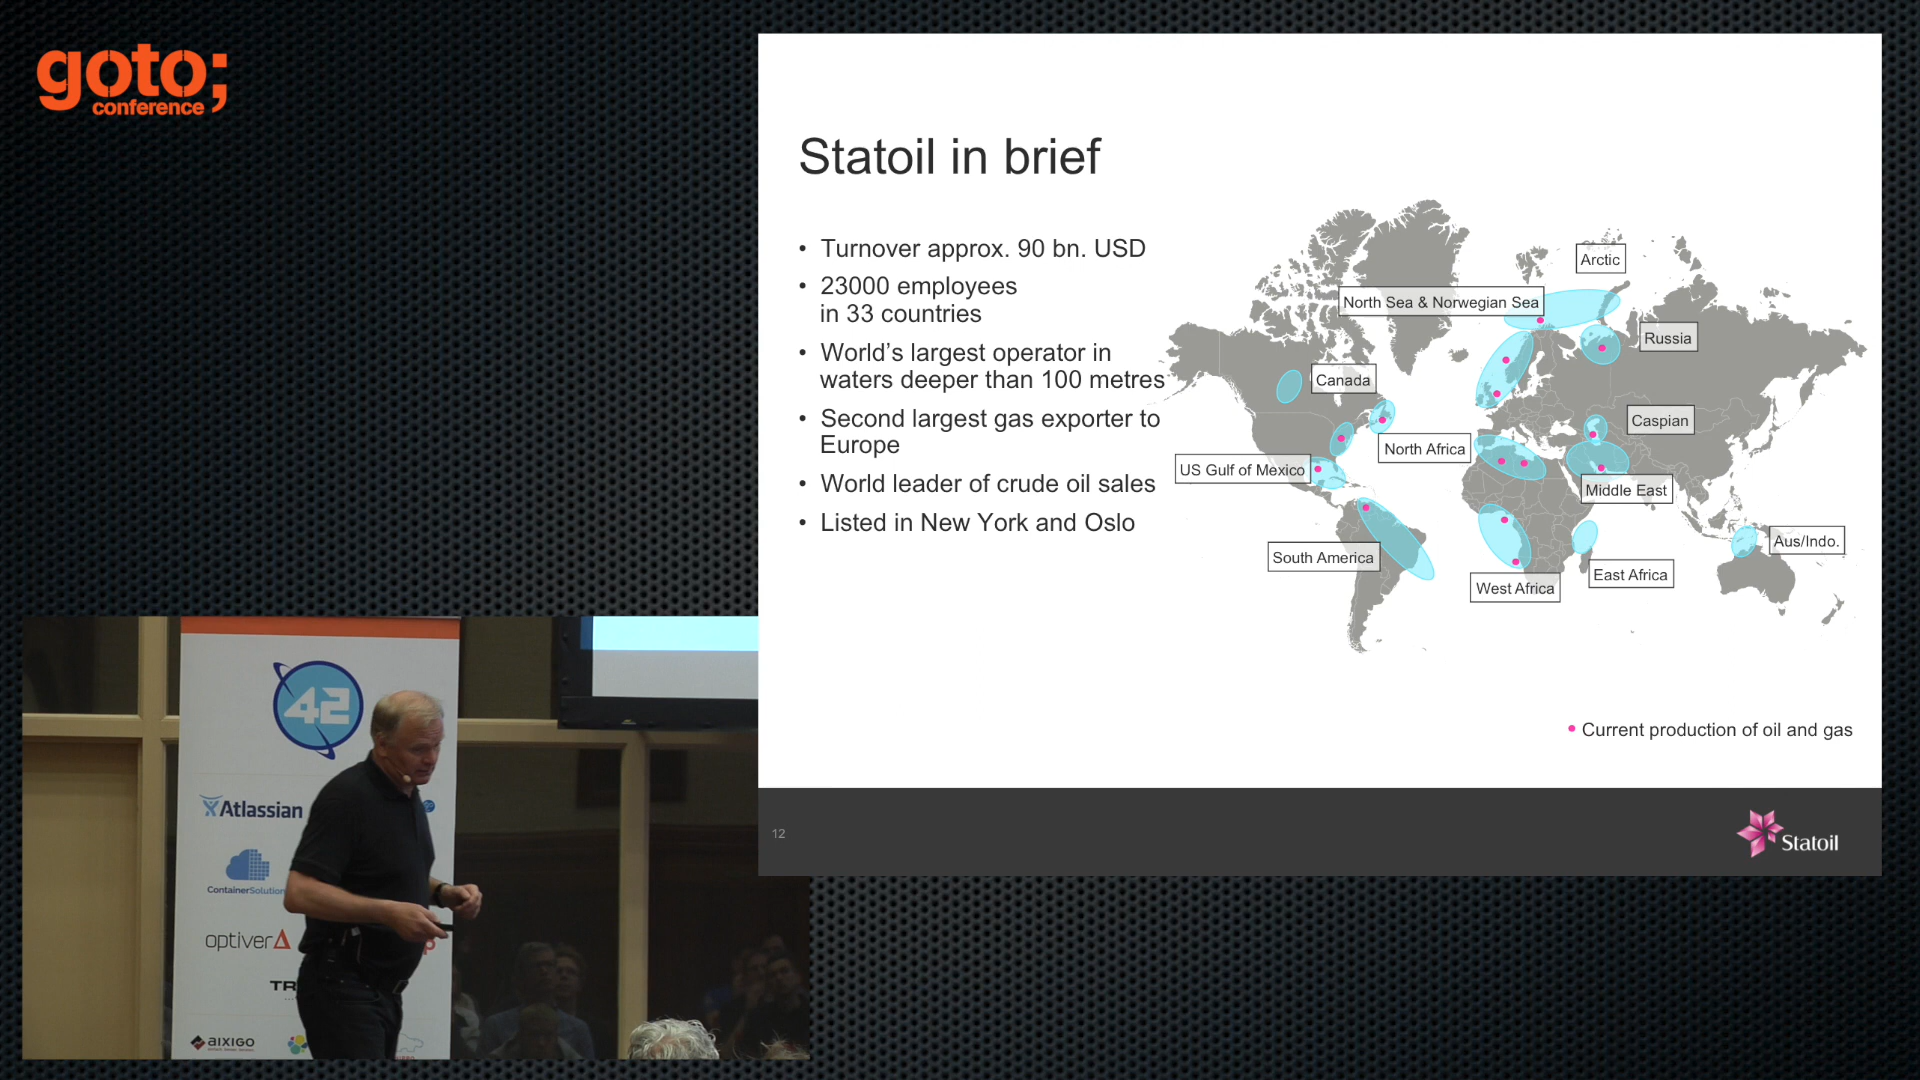 goto;
conference
Statoil in brief
• Turnover approx. 90 bn. USD
• 23000 employees
in 33 countries
• World's largest operator in
waters deeper than 100 metres
• Second largest gas exporter to
Europe
• World leader of crude oil sales
• Listed in New York and Oslo
Arctic
North Sea & Norwegian Sea
Russia
Canada
Caspian
North Africa
US Gulf of Mexico
Middle East
Aus/Indo.
South America
East Africa
West Africa
• Current production of oil and gas
12
Statoil
42
Atlassian
ContainerSolution
optiver
TR
aixigo